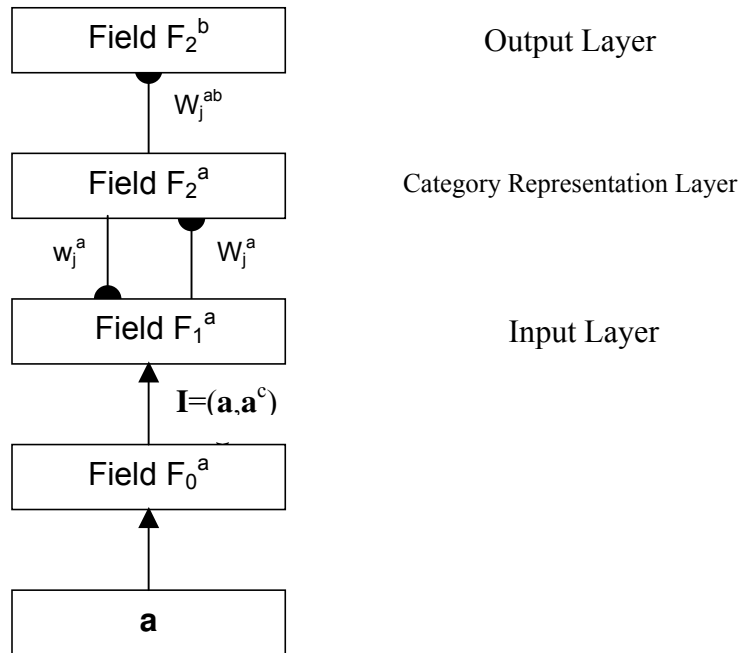 Field F₂ᵇ Output Layer
Wⱼᵃᵇ
Field F₂ᵃ Category Representation Layer
wⱼᵃ Wⱼᵃ
Field F₁ᵃ Input Layer
I=(a,aᶜ)
Field F₀ᵃ
a